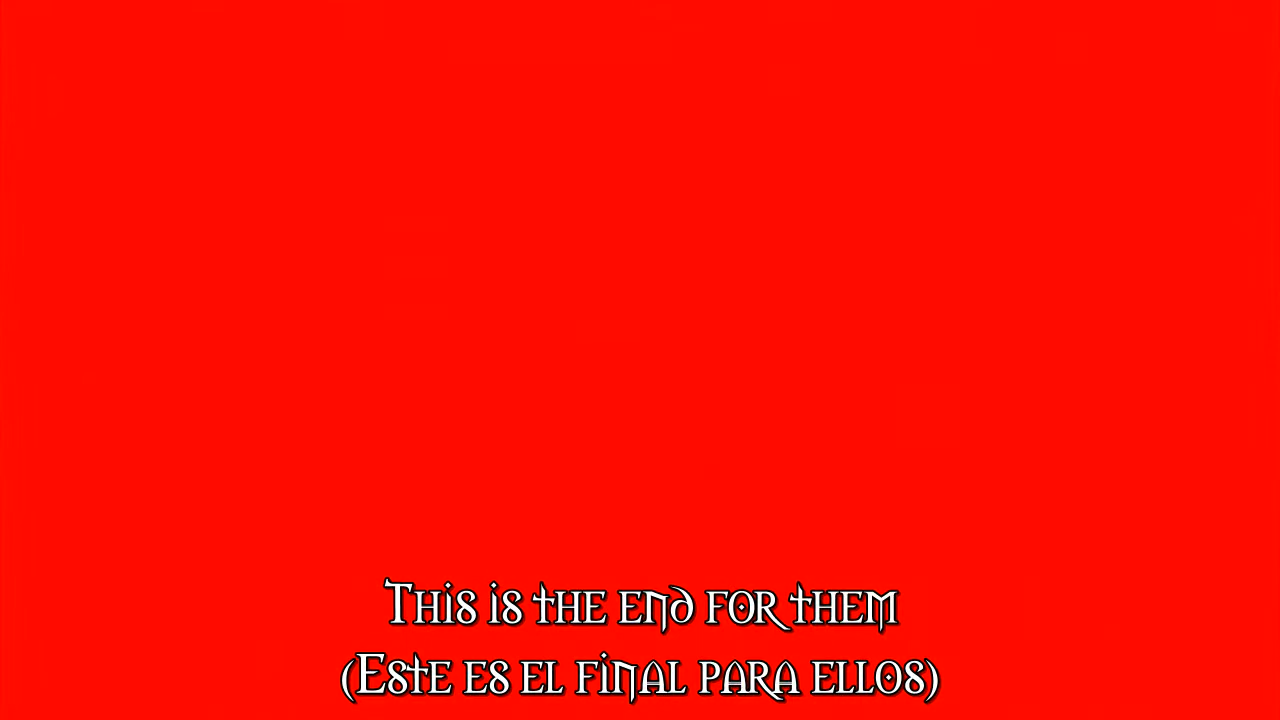 This is the end for them
(Este es el final para ellos)